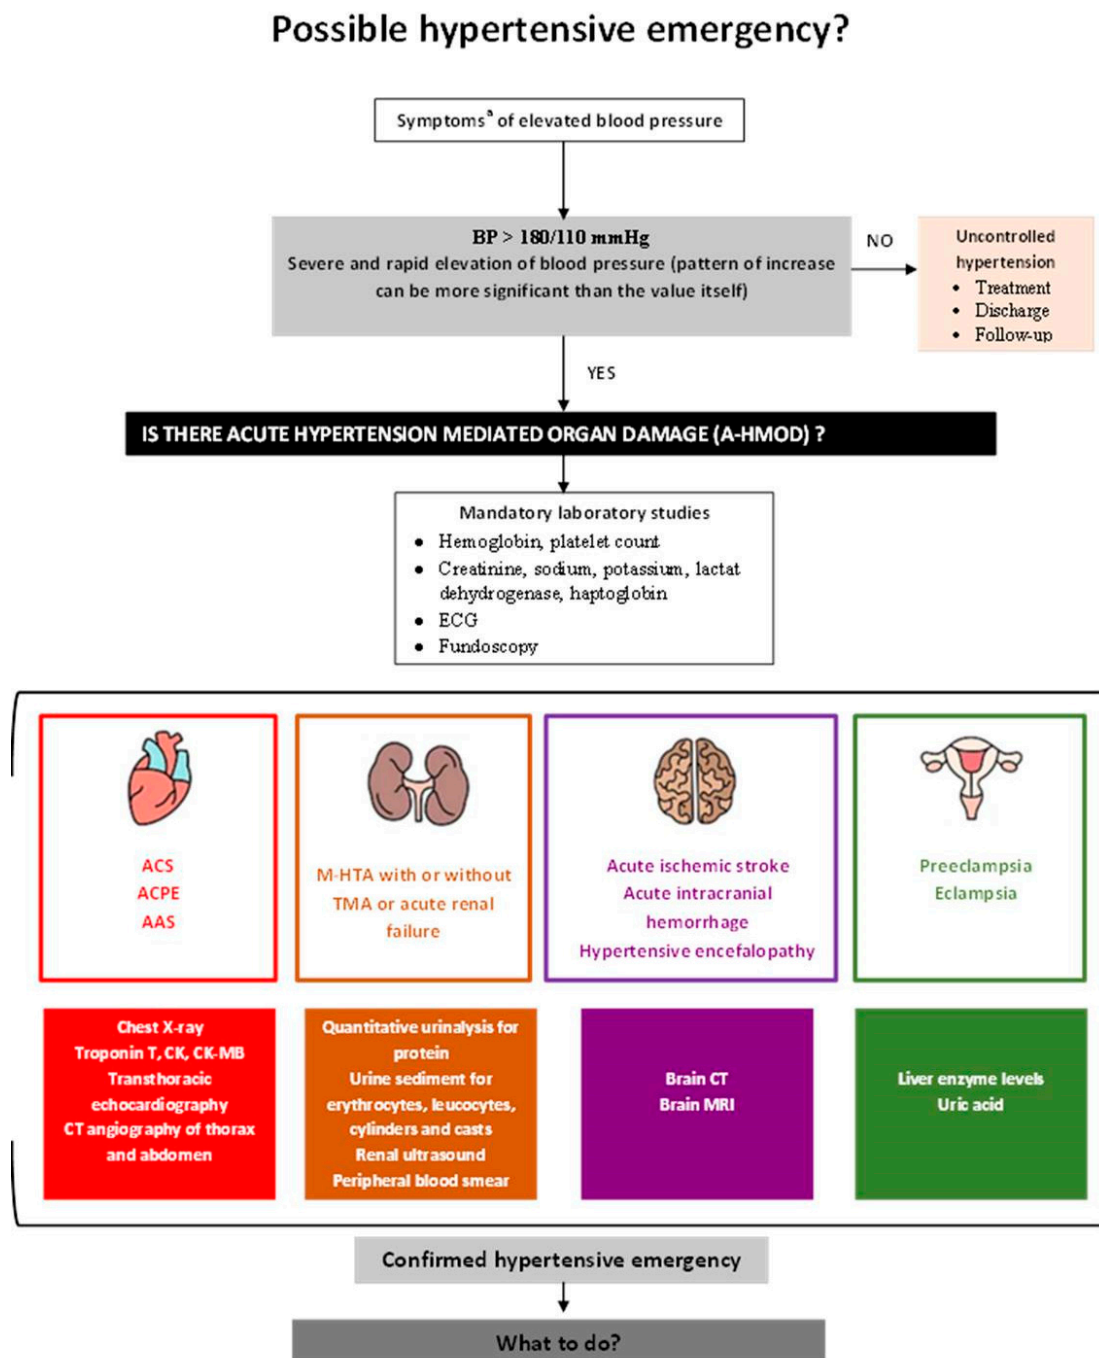 Possible hypertensive emergency?
Symptomsª of elevated blood pressure
BP > 180/110 mmHg
Severe and rapid elevation of blood pressure (pattern of increase
can be more significant than the value itself)
NO
Uncontrolled
hypertension
• Treatment
• Discharge
• Follow-up
YES
IS THERE ACUTE HYPERTENSION MEDIATED ORGAN DAMAGE (A-HMOD) ?
Mandatory laboratory studies
• Hemoglobin, platelet count
• Creatinine, sodium, potassium, lactat
dehydrogenase, haptoglobin
• ECG
• Fundoscopy
ACS
ACPE
AAS
M-HTA with or without
TMA or acute renal
failure
Acute ischemic stroke
Acute intracranial
hemorrhage
Hypertensive encefalopathy
Preeclampsia
Eclampsia
Chest X-ray
Troponin T, CK, CK-MB
Transthoracic
echocardiography
CT angiography of thorax
and abdomen
Quantitative urinalysis for
protein
Urine sediment for
erythrocytes, leucocytes,
cylinders and casts
Renal ultrasound
Peripheral blood smear
Brain CT
Brain MRI
Liver enzyme levels
Uric acid
Confirmed hypertensive emergency
What to do?